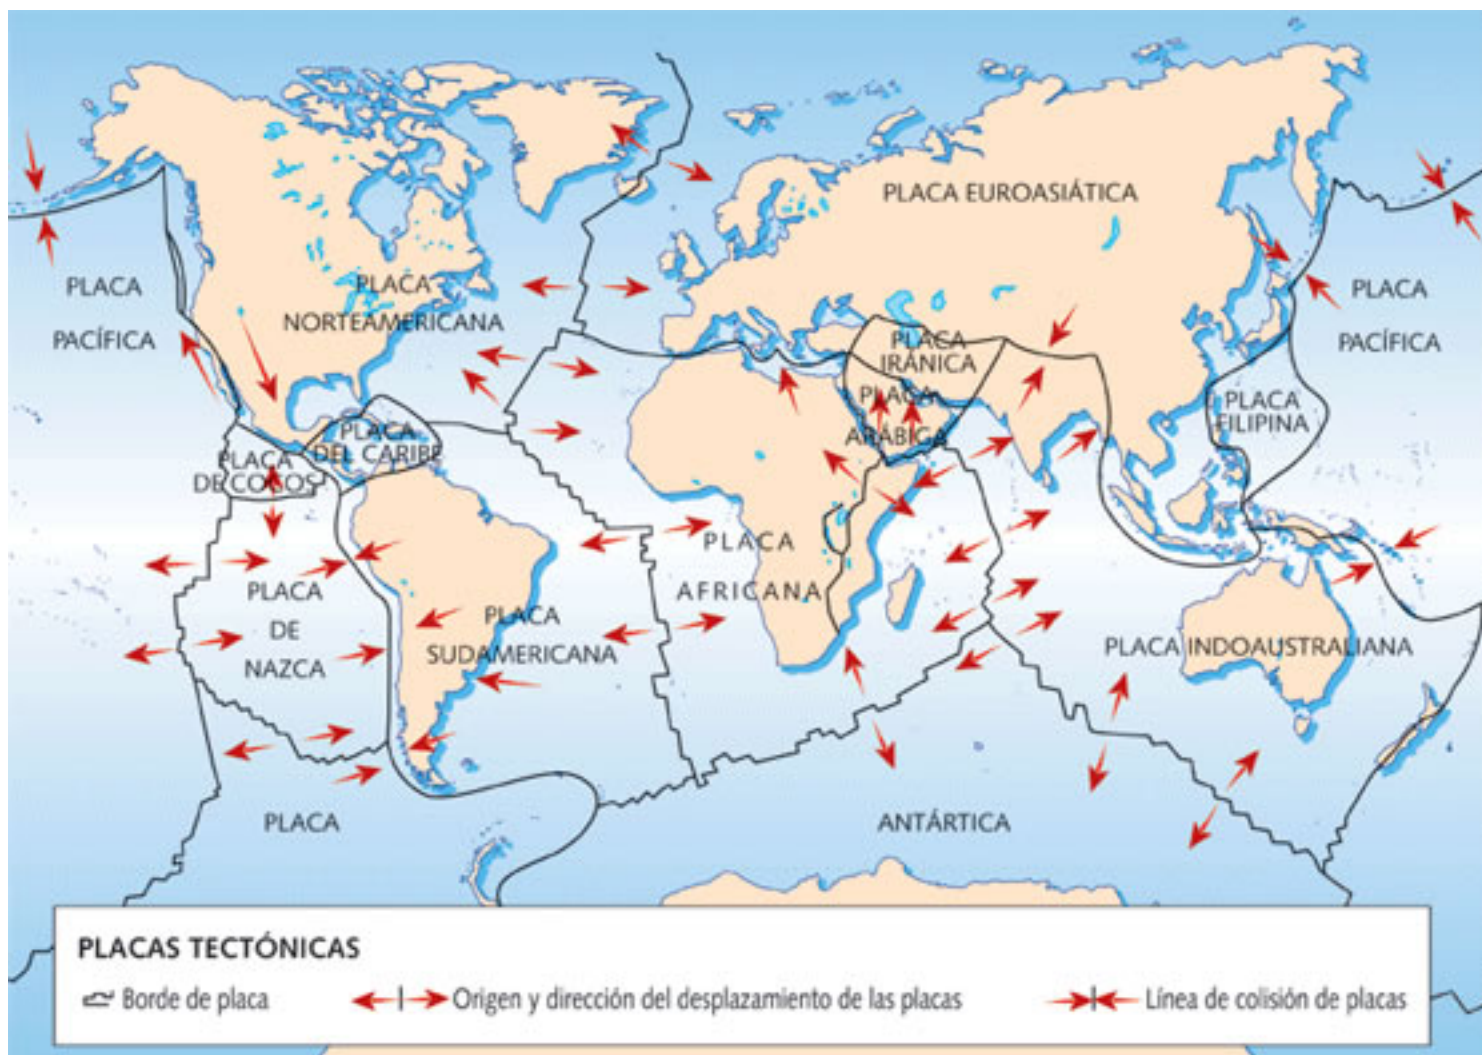 PLACA EUROASIÁTICA
PLACA
PACÍFICA
PLACA
NORTEAMERICANA
PLACA
PACÍFICA
PLACA
IRÁNICA
PLACA
ARÁBIGA
PLACA
FILIPINA
PLACA
DEL CARIBE
PLACA
DE COCOS
PLACA
AFRICANA
PLACA
DE
NAZCA
PLACA
SUDAMERICANA
PLACA INDOAUSTRALIANA
PLACA
ANTÁRTICA
PLACAS TECTÓNICAS
Borde de placa
Origen y dirección del desplazamiento de las placas
Línea de colisión de placas